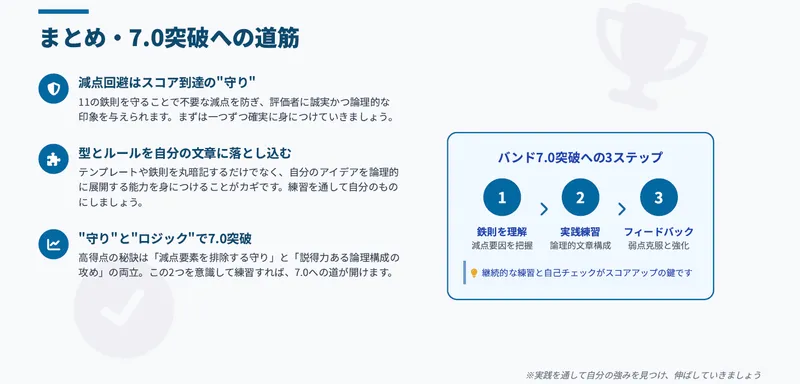 まとめ・7.0突破への道筋
減点回避はスコア到達の"守り"
11の鉄則を守ることで不要な減点を防ぎ、評価者に誠実かつ論理的な
印象を与えられます。まずは一つずつ確実に身につけていきましょう。
型とルールを自分の文章に落とし込む
テンプレートや鉄則を丸暗記するだけでなく、自分のアイデアを論理的
に展開する能力を身につけることがカギです。練習を通して自分のもの
にしましょう。
"守り"と"ロジック"で7.0突破
高得点の秘訣は「減点要素を排除する守り」と「説得力ある論理構成の
攻め」の両立。この2つを意識して練習すれば、7.0への道が開けます。
バンド7.0突破への3ステップ
1 2 3
鉄則を理解 実践練習 フィードバック
減点要因を把握 論理的文章構成 弱点克服と強化
継続的な練習と自己チェックがスコアアップの鍵です
※実践を通して自分の強みを見つけ、伸ばしていきましょう